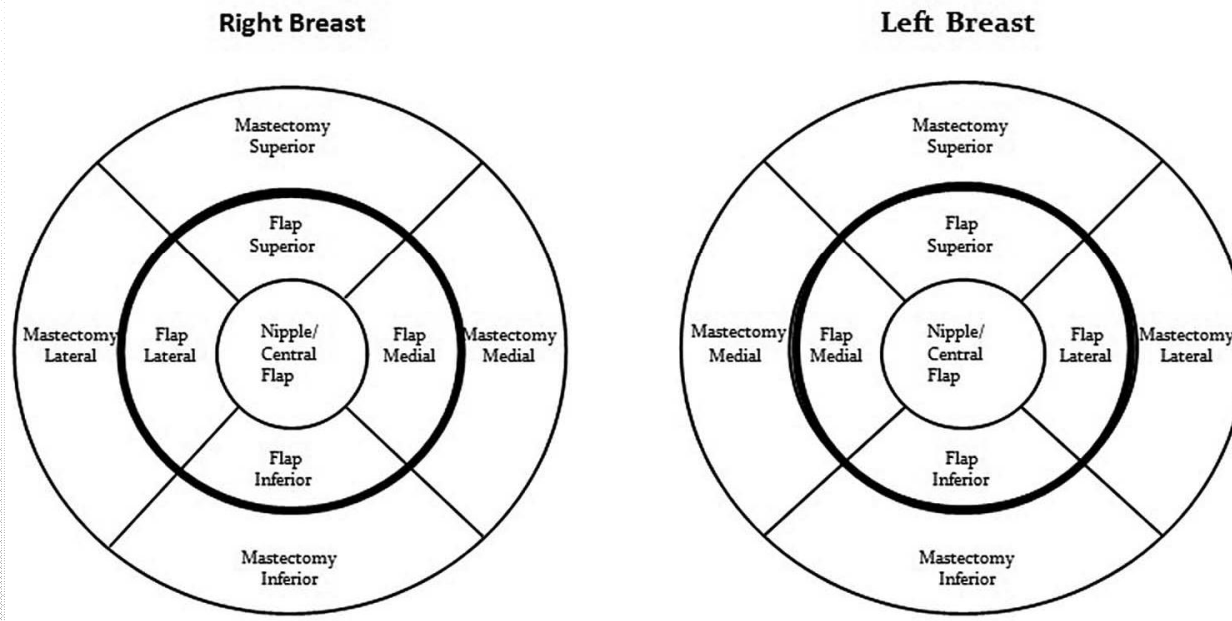 Right Breast
Mastectomy
Superior
Flap
Superior
Mastectomy
Lateral
Flap
Lateral
Nipple/
Central
Flap
Flap
Medial
Mastectomy
Medial
Flap
Inferior
Mastectomy
Inferior
Left Breast
Mastectomy
Superior
Flap
Superior
Mastectomy
Medial
Flap
Medial
Nipple/
Central
Flap
Flap
Lateral
Mastectomy
Lateral
Flap
Inferior
Mastectomy
Inferior